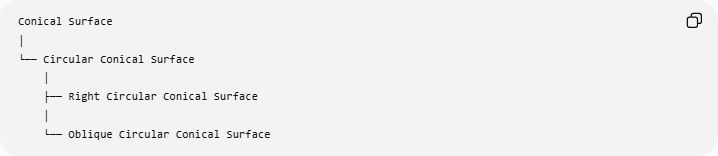 Conical Surface
│
└── Circular Conical Surface
    │
    ├── Right Circular Conical Surface
    │
    └── Oblique Circular Conical Surface